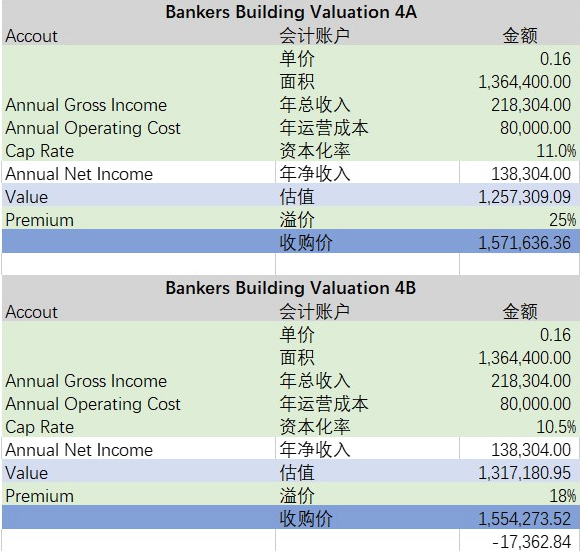 Bankers Building Valuation 4A
Accout 会计账户 金额
单价 0.16
面积 1,364,400.00
Annual Gross Income 年总收入 218,304.00
Annual Operating Cost 年运营成本 80,000.00
Cap Rate 资本化率 11.0%
Annual Net Income 年净收入 138,304.00
Value 估值 1,257,309.09
Premium 溢价 25%
收购价 1,571,636.36
Bankers Building Valuation 4B
Accout 会计账户 金额
单价 0.16
面积 1,364,400.00
Annual Gross Income 年总收入 218,304.00
Annual Operating Cost 年运营成本 80,000.00
Cap Rate 资本化率 10.5%
Annual Net Income 年净收入 138,304.00
Value 估值 1,317,180.95
Premium 溢价 18%
收购价 1,554,273.52
-17,362.84